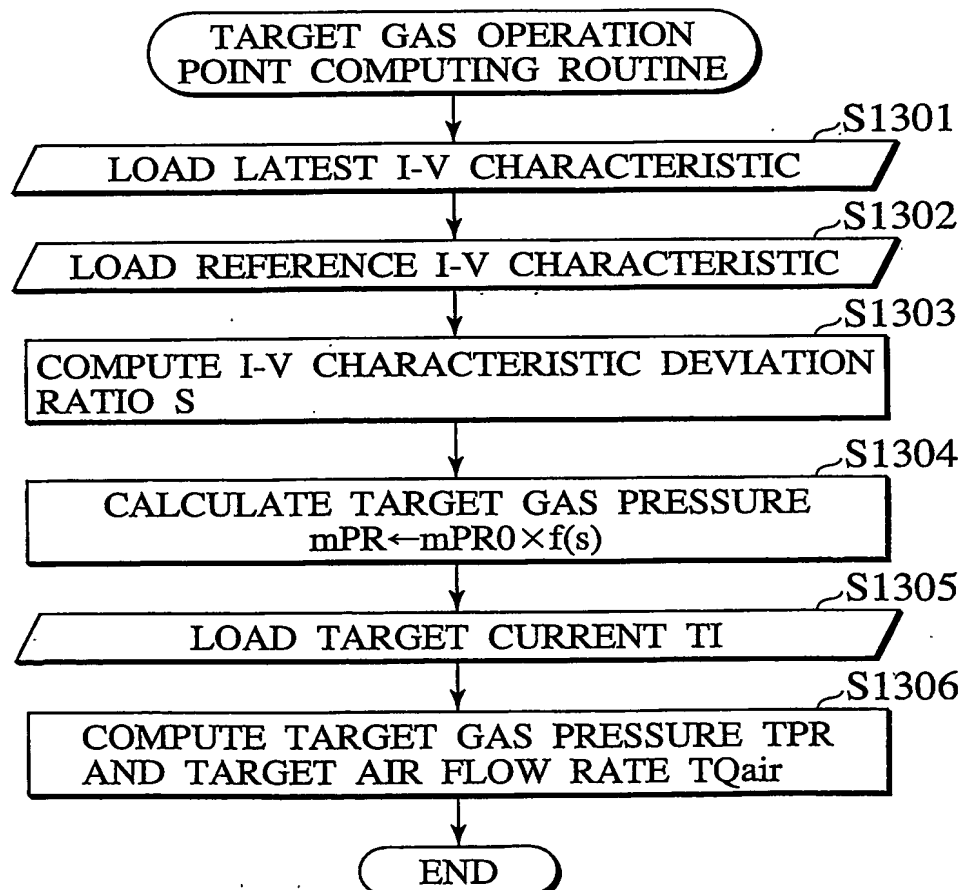 TARGET GAS OPERATION
POINT COMPUTING ROUTINE
S1301
LOAD LATEST I-V CHARACTERISTIC
S1302
LOAD REFERENCE I-V CHARACTERISTIC
S1303
COMPUTE I-V CHARACTERISTIC DEVIATION
RATIO S
S1304
CALCULATE TARGET GAS PRESSURE
mPR←mPR0×f(s)
S1305
LOAD TARGET CURRENT TI
S1306
COMPUTE TARGET GAS PRESSURE TPR
AND TARGET AIR FLOW RATE TQair
END